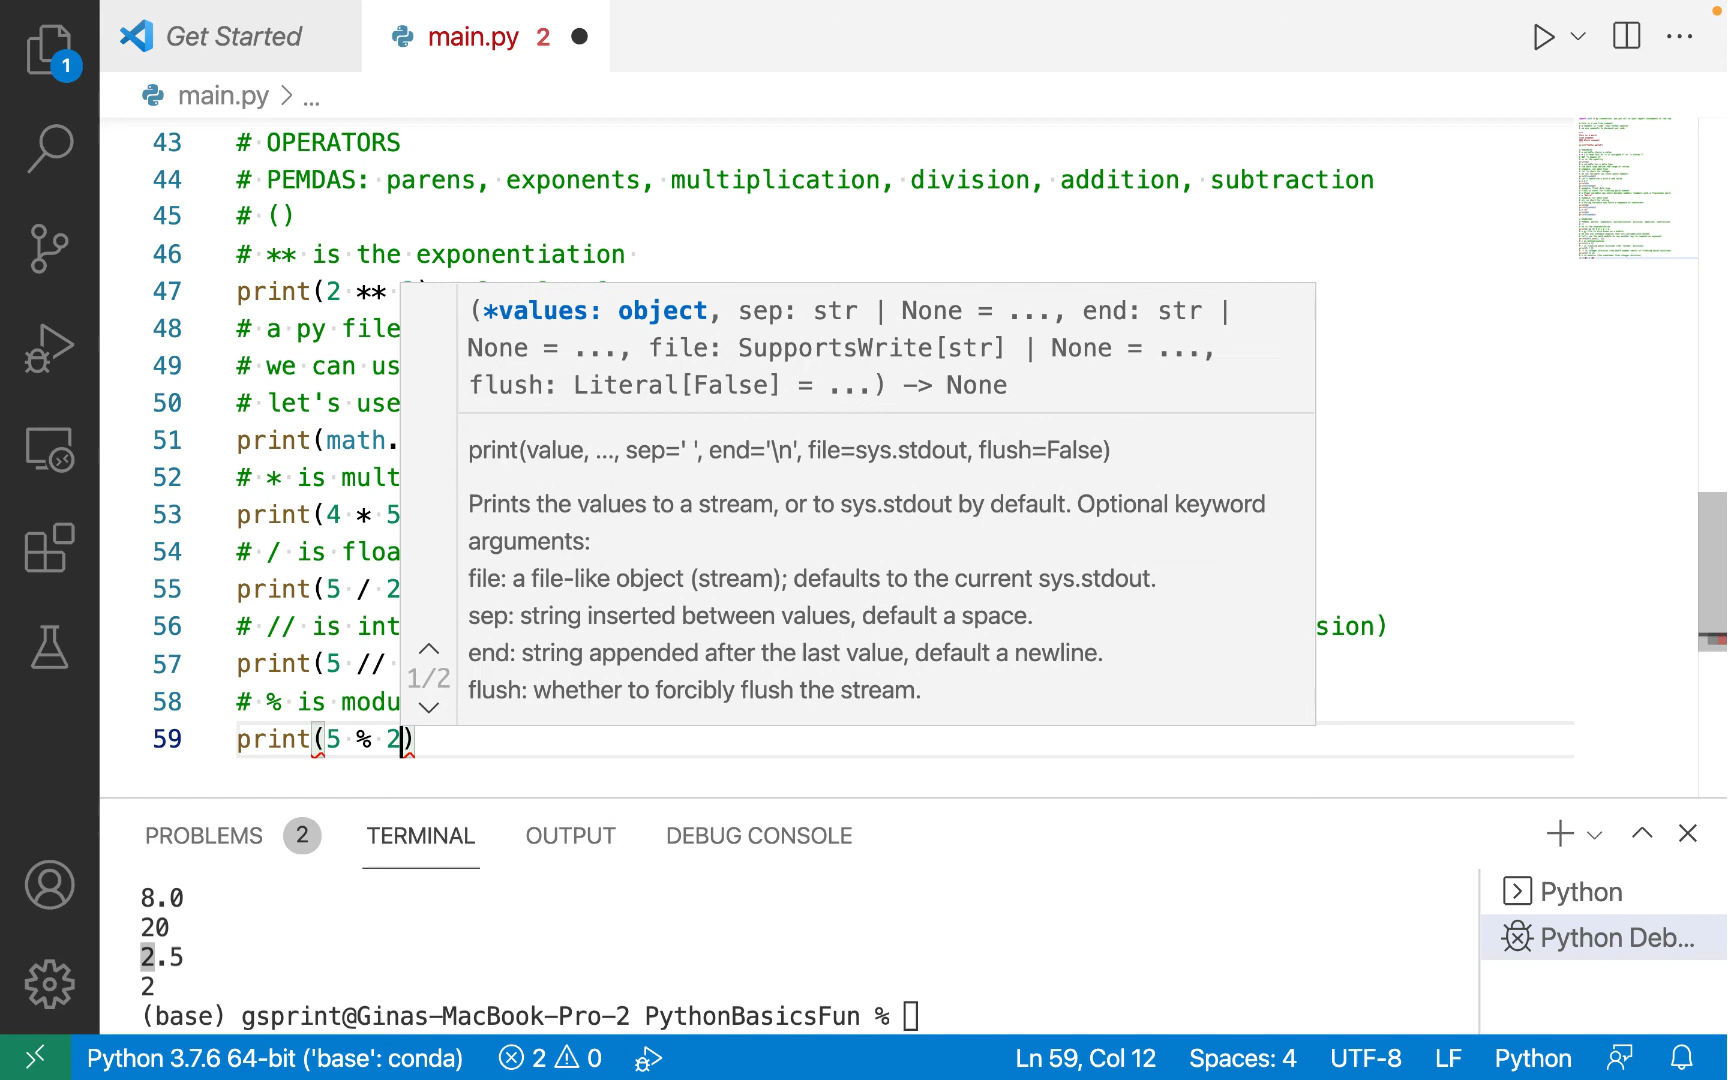 Get Started
main.py 2
1
main.py > ...
43 # OPERATORS
44 # PEMDAS: parens, exponents, multiplication, division, addition, subtraction
45 # ()
46 # ** is the exponentiation
47 print(2 **
48 # a py file
49 # we can us
50 # let's use
51 print(math.
52 # * is mult
53 print(4 * 5
54 # / is floa
55 print(5 / 2
56 # // is int sion)
57 print(5 //
58 # % is modu
59 print(5 % 2)
(*values: object, sep: str | None = ..., end: str |
None = ..., file: SupportsWrite[str] | None = ...,
flush: Literal[False] = ...) -> None
print(value, ..., sep=' ', end='\n', file=sys.stdout, flush=False)
Prints the values to a stream, or to sys.stdout by default. Optional keyword
arguments:
file: a file-like object (stream); defaults to the current sys.stdout.
sep: string inserted between values, default a space.
end: string appended after the last value, default a newline.
flush: whether to forcibly flush the stream.
1/2
PROBLEMS 2 TERMINAL OUTPUT DEBUG CONSOLE
8.0
20
2.5
2
(base) gsprint@Ginas-MacBook-Pro-2 PythonBasicsFun %
Python
Python Deb...
Python 3.7.6 64-bit ('base': conda) 2 0 Ln 59, Col 12 Spaces: 4 UTF-8 LF Python